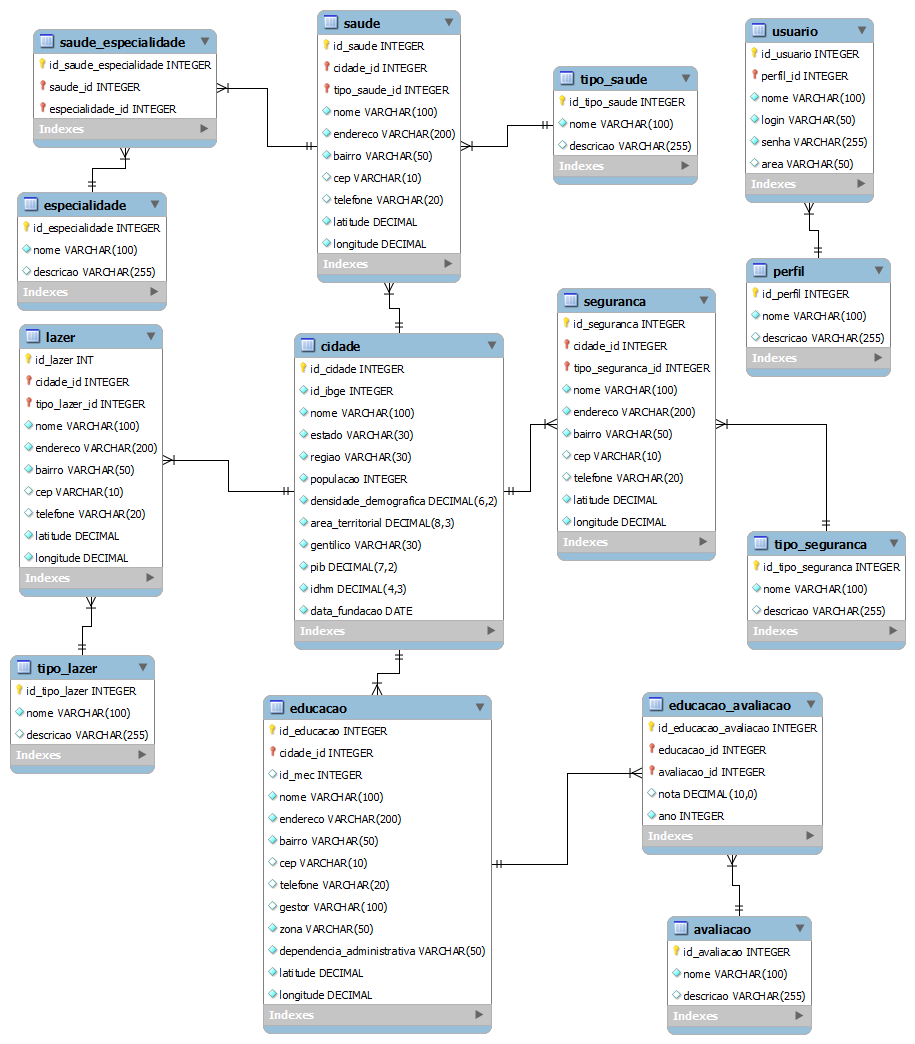 saude_especialidade
id_saude_especialidade INTEGER
saude_id INTEGER
especialidade_id INTEGER
Indexes
saude
id_saude INTEGER
cidade_id INTEGER
tipo_saude_id INTEGER
nome VARCHAR(100)
endereco VARCHAR(200)
bairro VARCHAR(50)
cep VARCHAR(10)
telefone VARCHAR(20)
latitude DECIMAL
longitude DECIMAL
Indexes
tipo_saude
id_tipo_saude INTEGER
nome VARCHAR(100)
descricao VARCHAR(255)
Indexes
usuario
id_usuario INTEGER
perfil_id INTEGER
nome VARCHAR(100)
login VARCHAR(50)
senha VARCHAR(255)
area VARCHAR(50)
Indexes
especialidade
id_especialidade INTEGER
nome VARCHAR(100)
descricao VARCHAR(255)
Indexes
perfil
id_perfil INTEGER
nome VARCHAR(100)
descricao VARCHAR(255)
Indexes
lazer
id_lazer INT
cidade_id INTEGER
tipo_lazer_id INTEGER
nome VARCHAR(100)
endereco VARCHAR(200)
bairro VARCHAR(50)
cep VARCHAR(10)
telefone VARCHAR(20)
latitude DECIMAL
longitude DECIMAL
Indexes
cidade
id_cidade INTEGER
id_ibge INTEGER
nome VARCHAR(100)
estado VARCHAR(30)
regiao VARCHAR(30)
populacao INTEGER
densidade_demografica DECIMAL(6,2)
area_territorial DECIMAL(8,3)
gentilico VARCHAR(30)
pib DECIMAL(7,2)
idhm DECIMAL(4,3)
data_fundacao DATE
Indexes
seguranca
id_seguranca INTEGER
cidade_id INTEGER
tipo_seguranca_id INTEGER
nome VARCHAR(100)
endereco VARCHAR(200)
bairro VARCHAR(50)
cep VARCHAR(10)
telefone VARCHAR(20)
latitude DECIMAL
longitude DECIMAL
Indexes
tipo_seguranca
id_tipo_seguranca INTEGER
nome VARCHAR(100)
descricao VARCHAR(255)
Indexes
tipo_lazer
id_tipo_lazer INTEGER
nome VARCHAR(100)
descricao VARCHAR(255)
Indexes
educacao
id_educacao INTEGER
cidade_id INTEGER
id_mec INTEGER
nome VARCHAR(100)
endereco VARCHAR(200)
bairro VARCHAR(50)
cep VARCHAR(10)
telefone VARCHAR(20)
gestor VARCHAR(100)
zona VARCHAR(50)
dependencia_administrativa VARCHAR(50)
latitude DECIMAL
longitude DECIMAL
Indexes
educacao_avaliacao
id_educacao_avaliacao INTEGER
educacao_id INTEGER
avaliacao_id INTEGER
nota DECIMAL(10,0)
ano INTEGER
Indexes
avaliacao
id_avaliacao INTEGER
nome VARCHAR(100)
descricao VARCHAR(255)
Indexes